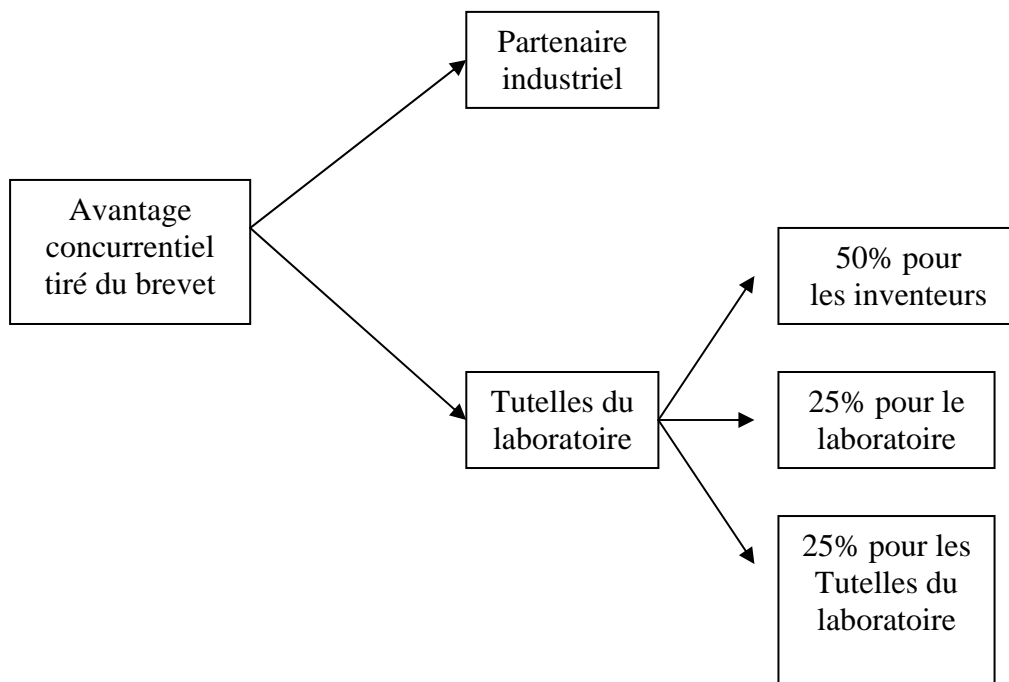 Partenaire
industriel
Avantage
concurrentiel
tiré du brevet
50% pour
les inventeurs
Tutelles du
laboratoire
25% pour le
laboratoire
25% pour les
Tutelles du
laboratoire